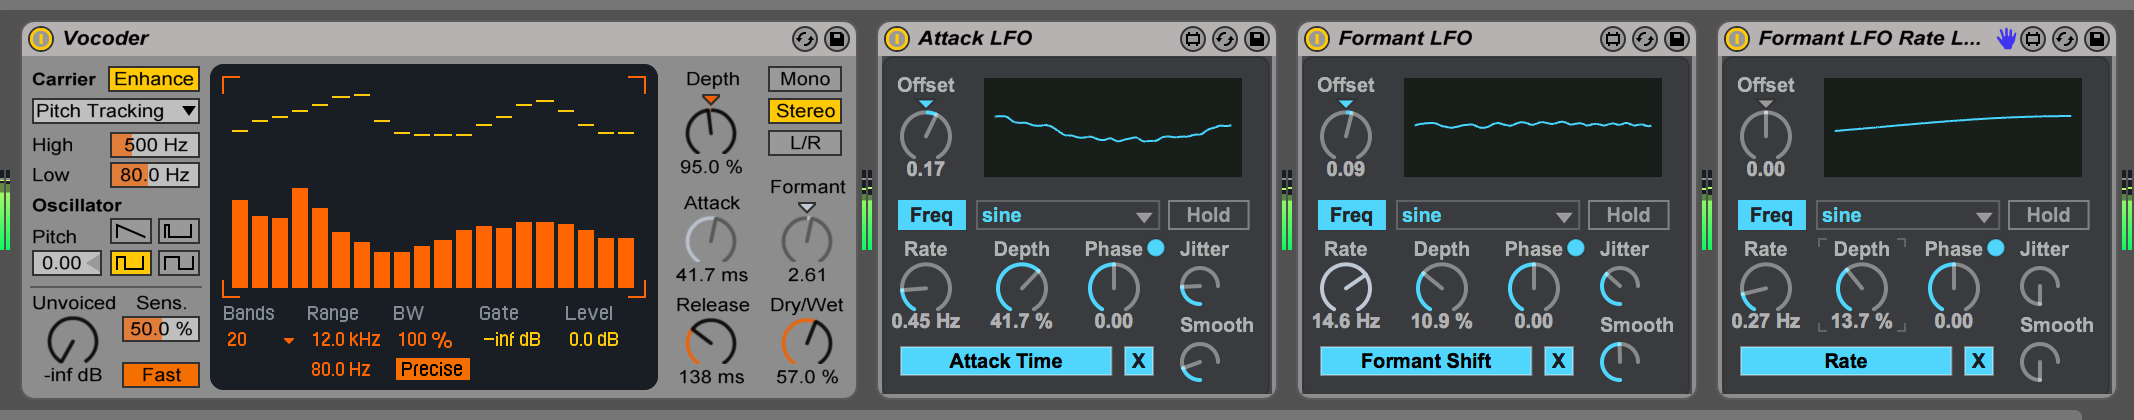 Vocoder
Carrier Enhance
Pitch Tracking
High 500 Hz
Low 80.0 Hz
Oscillator
Pitch
0.00
Unvoiced Sens.
50.0 %
-inf dB Fast
Bands Range BW Gate Level
20 12.0 kHz 100 % -inf dB 0.0 dB
80.0 Hz Precise
Depth Mono
Stereo
95.0 % L/R
Attack Formant
41.7 ms 2.61
Release Dry/Wet
138 ms 57.0 %
Attack LFO
Offset
0.17
Freq sine Hold
Rate Depth Phase Jitter
0.45 Hz 41.7 % 0.00
Smooth
Attack Time X
Formant LFO
Offset
0.09
Freq sine Hold
Rate Depth Phase Jitter
14.6 Hz 10.9 % 0.00
Smooth
Formant Shift X
Formant LFO Rate L...
Offset
0.00
Freq sine Hold
Rate Depth Phase Jitter
0.27 Hz 13.7 % 0.00
Smooth
Rate X